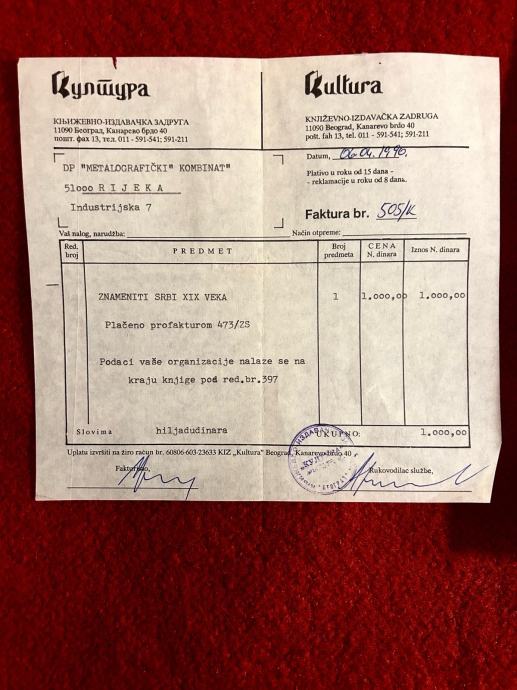 Култура
КЊИЖЕВНО-ИЗДАВАЧКА ЗАДРУГА
11090 Београд, Канарево брдо 40
пошт. фах 13, тел. 011 - 591-541; 591-211
Kultura
KNJIŽEVNO-IZDAVAČKA ZADRUGA
11090 Beograd, Kanarevo brdo 40
pošt. fah 13, tel. 011 - 591-541; 591-211
DP "METALOGRAFIČKI" KOMBINAT"
51000 RIJEKA
Industrijska 7
Datum, 06.04.1990.
Plativo u roku od 15 dana -
- reklamacije u roku od 8 dana.
Faktura br. 505/K
Vaš nalog, narudžba:
Način otpreme:
Red. broj
PREDMET
Broj predmeta
CENA N. dinara
Iznos N. dinara
ZNAMENITI SRBI XIX VEKA 1 1.000,00 1.000,00
Plačeno profakturom 473/ZS
Podaci vaše organizacije nalaze se na
kraju knjige pod red.br.397
Slovima hiljadudinara UKUPNO: 1.000,00
Uplatu izvršiti na žiro račun br. 60806-603-23633 KIZ „Kultura" Beograd, Kanarevo brdo 40
Fakturisao,
Rukovodilac službe,